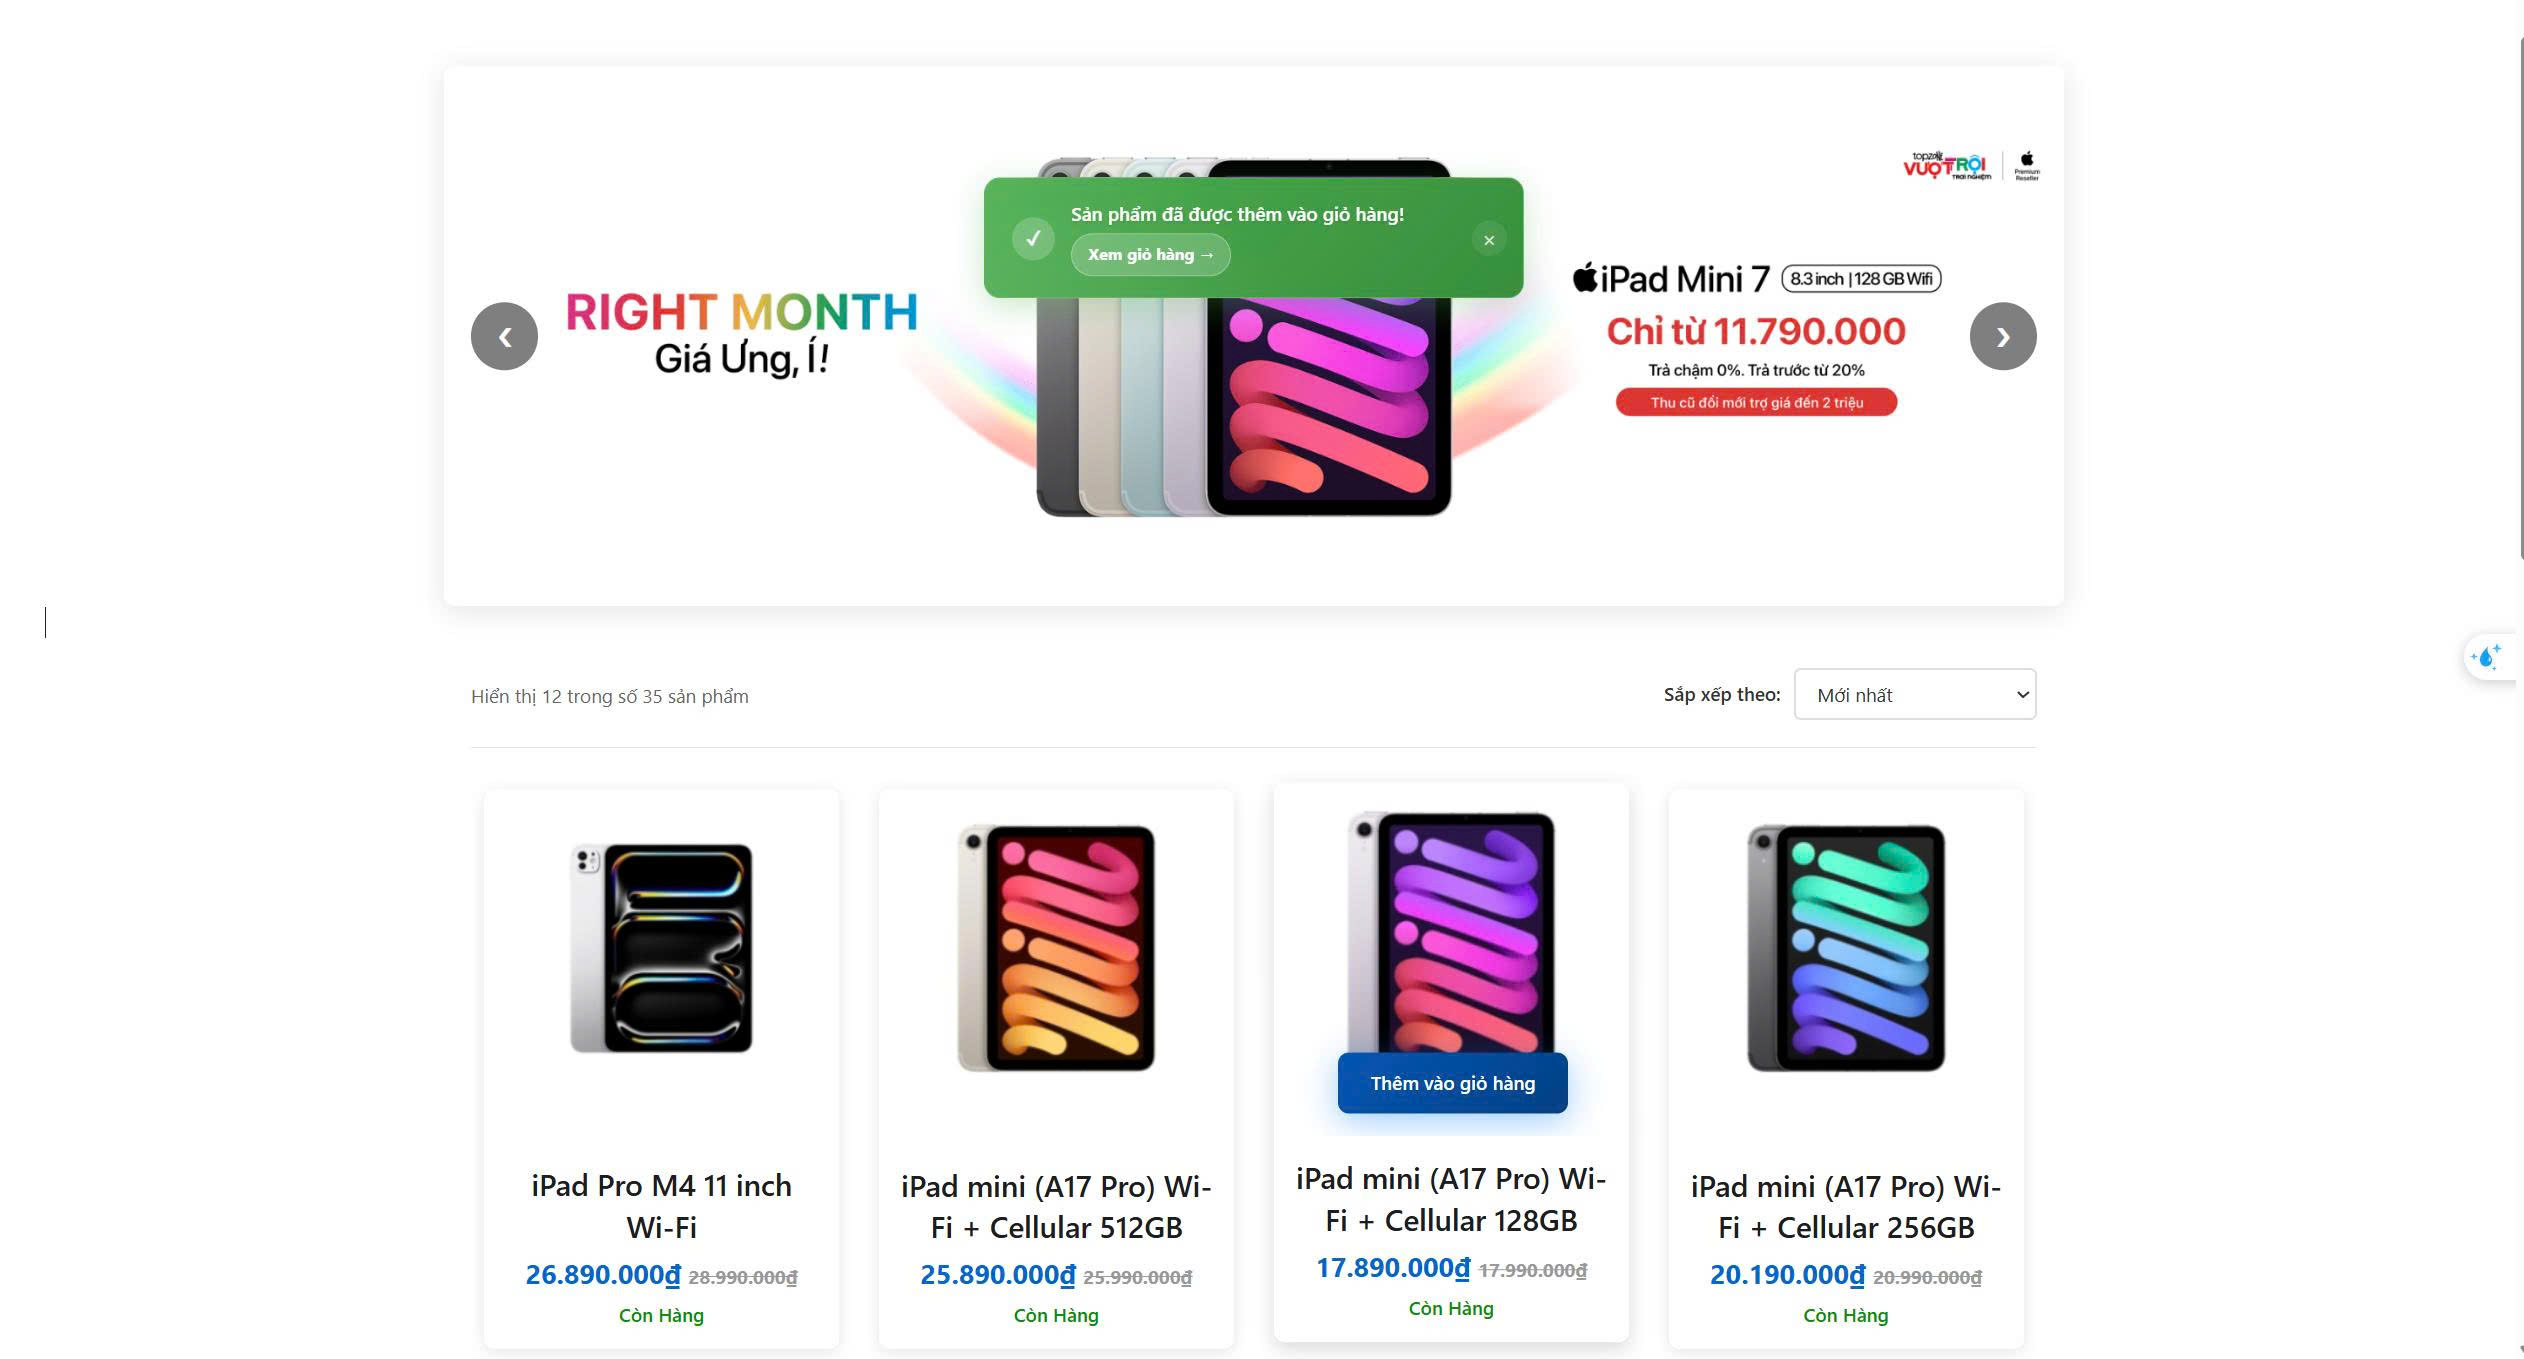 topzone
VƯỢT TRỘI
TRẢI NGHIỆM
Premium
Reseller
Sản phẩm đã được thêm vào giỏ hàng!
Xem giỏ hàng →
RIGHT MONTH
Giá Ưng, Í!
iPad Mini 7
8.3 inch | 128 GB Wifi
Chỉ từ 11.790.000
Trả chậm 0%. Trả trước từ 20%
Thu cũ đổi mới trợ giá đến 2 triệu
Hiển thị 12 trong số 35 sản phẩm
Sắp xếp theo:
Mới nhất
Thêm vào giỏ hàng
iPad Pro M4 11 inch
Wi-Fi
26.890.000₫ 28.990.000₫
Còn Hàng
iPad mini (A17 Pro) Wi-
Fi + Cellular 512GB
25.890.000₫ 25.990.000₫
Còn Hàng
iPad mini (A17 Pro) Wi-
Fi + Cellular 128GB
17.890.000₫ 17.990.000₫
Còn Hàng
iPad mini (A17 Pro) Wi-
Fi + Cellular 256GB
20.190.000₫ 20.990.000₫
Còn Hàng